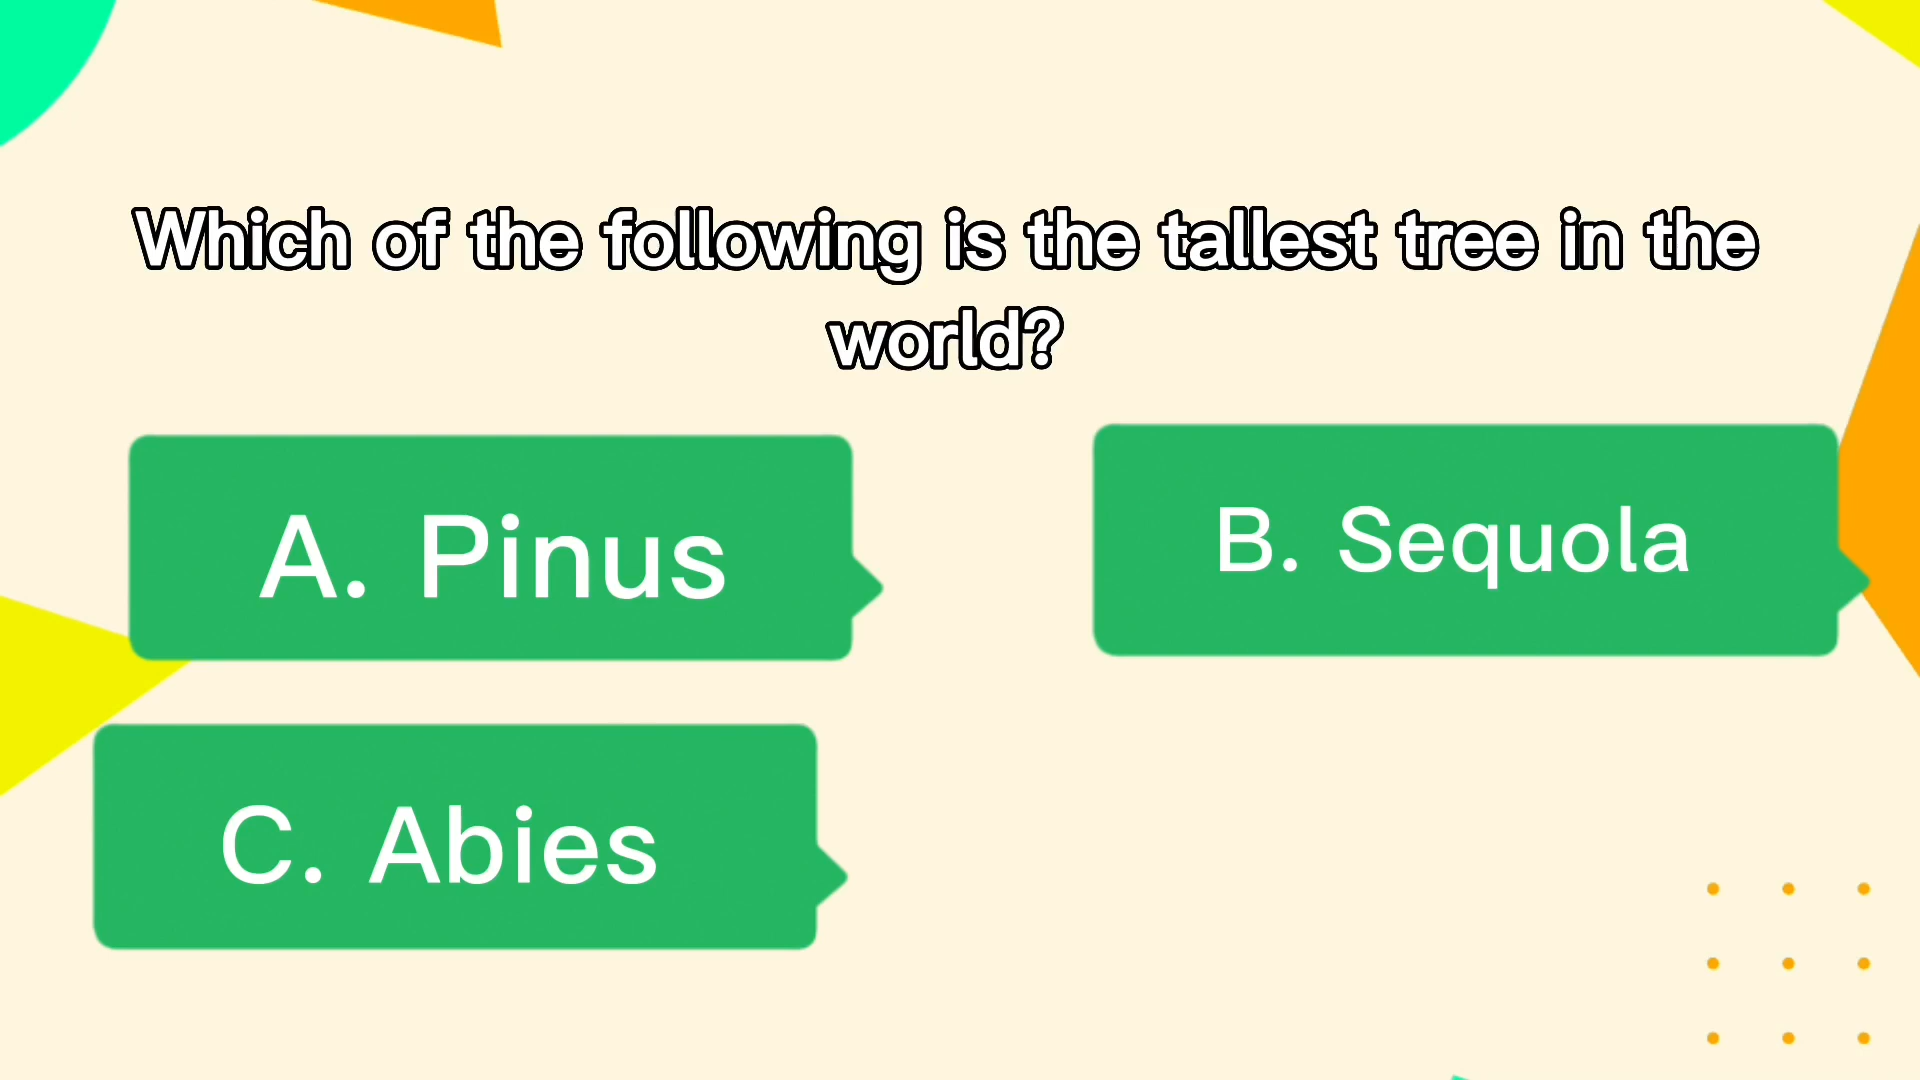 Which of the following is the tallest tree in the
world?
A. Pinus
B. Sequola
C. Abies